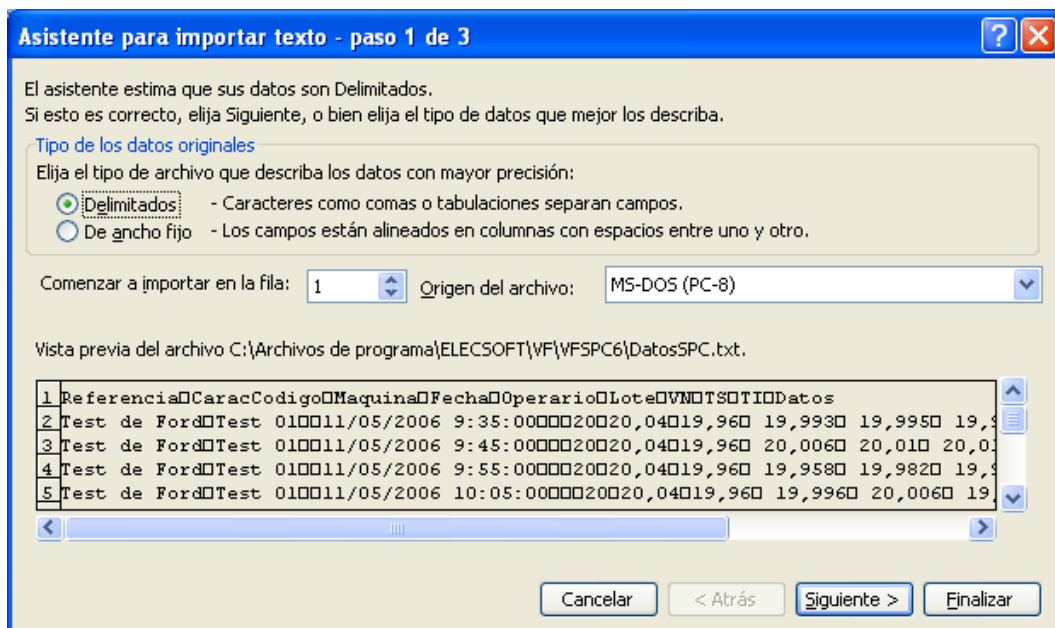 Asistente para importar texto - paso 1 de 3
El asistente estima que sus datos son Delimitados.
Si esto es correcto, elija Siguiente, o bien elija el tipo de datos que mejor los describa.
Tipo de los datos originales
Elija el tipo de archivo que describa los datos con mayor precisión:
Delimitados - Caracteres como comas o tabulaciones separan campos.
De ancho fijo - Los campos están alineados en columnas con espacios entre uno y otro.
Comenzar a importar en la fila: 1 Origen del archivo: MS-DOS (PC-8)
Vista previa del archivo C:\Archivos de programa\ELECSOFT\VF\VFSPC6\DatosSPC.txt.
1 Referencia□CaracCodigo□Maquina□Fecha□Operario□Lote□VN□TS□TI□Datos
2 Test de Ford□Test 01□□11/05/2006 9:35:00□□□20□20,04□19,96□ 19,993□ 19,995□ 19,9
3 Test de Ford□Test 01□□11/05/2006 9:45:00□□□20□20,04□19,96□ 20,006□ 20,01□ 20,01
4 Test de Ford□Test 01□□11/05/2006 9:55:00□□□20□20,04□19,96□ 19,958□ 19,982□ 19,9
5 Test de Ford□Test 01□□11/05/2006 10:05:00□□□20□20,04□19,96□ 19,996□ 20,006□ 19,
Cancelar < Atrás Siguiente > Finalizar